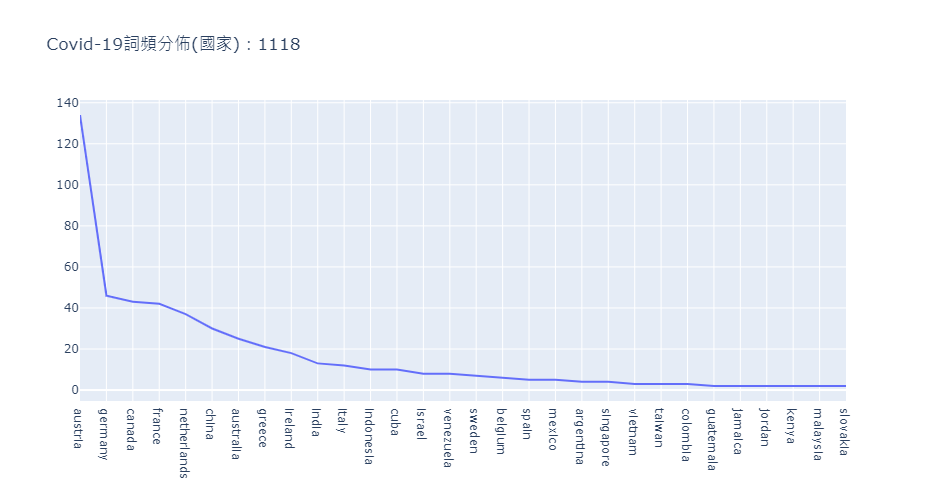 Covid-19詞頻分佈(國家) : 1118
140
120
100
80
60
40
20
0
austria
germany
canada
france
netherlands
china
australia
greece
ireland
india
italy
indonesia
cuba
israel
venezuela
sweden
belgium
spain
mexico
argentina
singapore
vietnam
taiwan
colombia
guatemala
jamaica
jordan
kenya
malaysia
slovakia